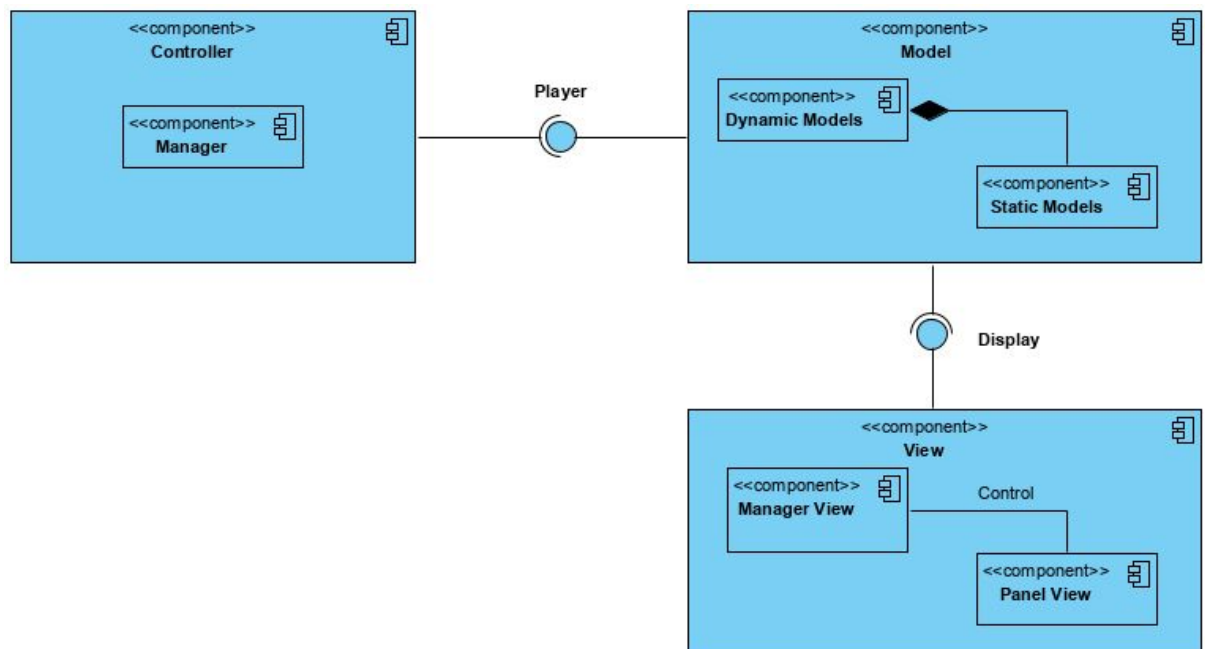 <<component>>
Controller
<<component>>
Manager
Player
<<component>>
Model
<<component>>
Dynamic Models
<<component>>
Static Models
Display
<<component>>
View
<<component>>
Manager View
Control
<<component>>
Panel View